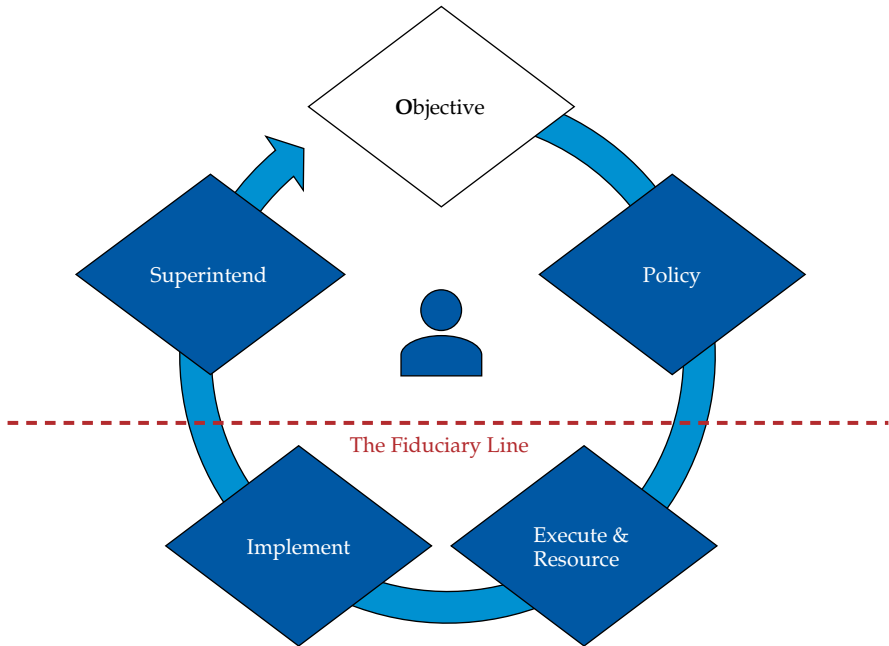 Objective
Superintend
Policy
The Fiduciary Line
Implement
Execute &
Resource